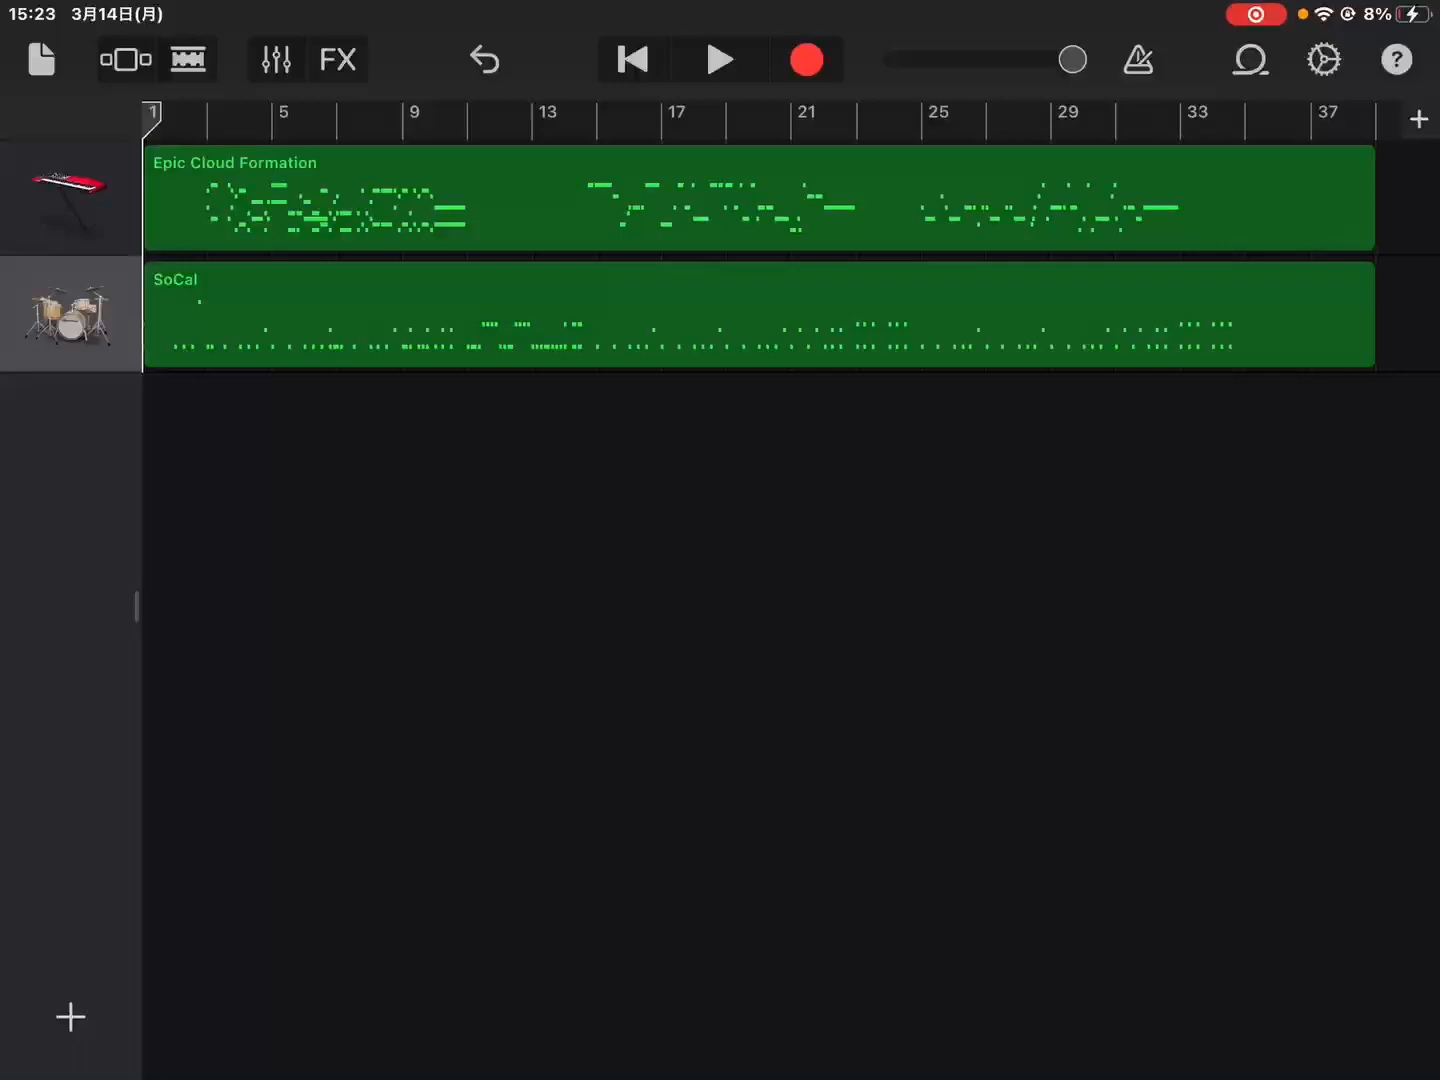 15:23 3月14日(月) 8%
FX ?
1 5 9 13 17 21 25 29 33 37
Epic Cloud Formation
SoCal